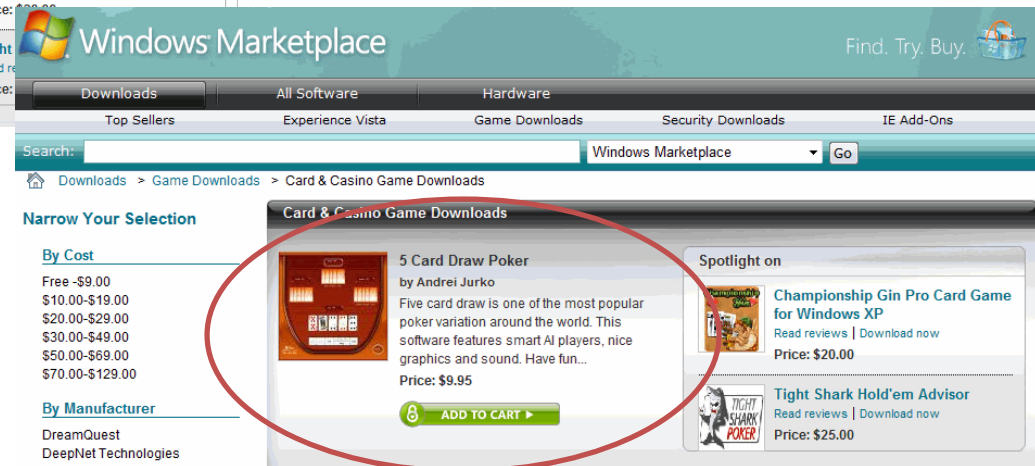 ce: $20.00
ht
d re
ce:
Windows Marketplace
Find. Try. Buy.
Downloads All Software Hardware
Top Sellers Experience Vista Game Downloads Security Downloads IE Add-Ons
Search: Windows Marketplace Go
Downloads > Game Downloads > Card & Casino Game Downloads
Narrow Your Selection
By Cost
Free -$9.00
$10.00-$19.00
$20.00-$29.00
$30.00-$49.00
$50.00-$69.00
$70.00-$129.00
By Manufacturer
DreamQuest
DeepNet Technologies
Card & Casino Game Downloads
5 Card Draw Poker
by Andrei Jurko
Five card draw is one of the most popular
poker variation around the world. This
software features smart AI players, nice
graphics and sound. Have fun...
Price: $9.95
ADD TO CART
Spotlight on
Championship Gin Pro Card Game
for Windows XP
Read reviews | Download now
Price: $20.00
TIGHT
SHARK
POKER
Tight Shark Hold'em Advisor
Read reviews | Download now
Price: $25.00